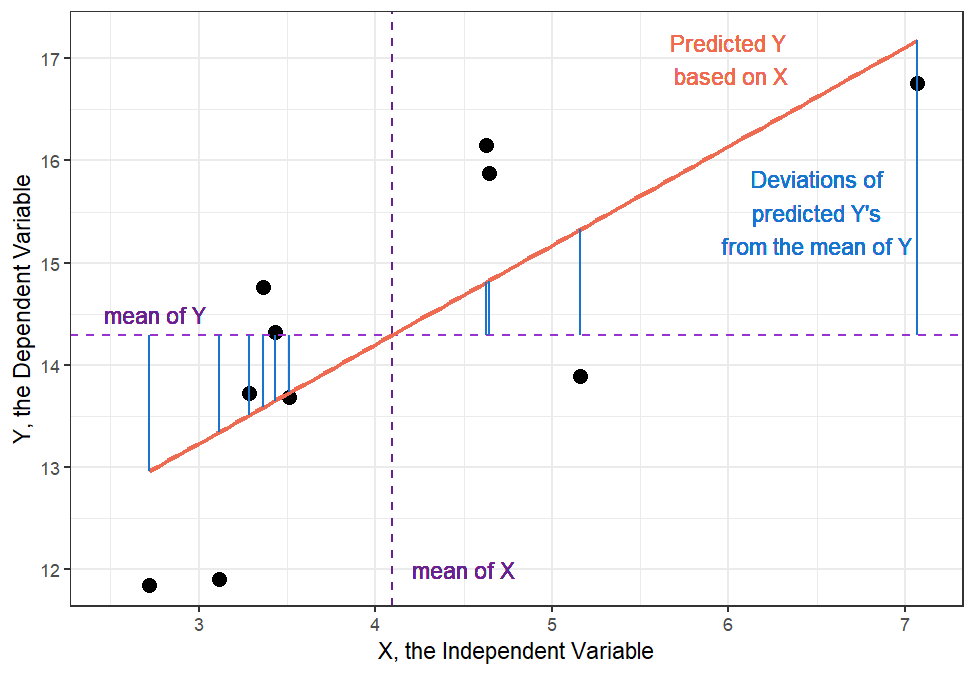 Predicted Y
based on X
Deviations of
predicted Y's
from the mean of Y
mean of Y
mean of X
17
16
15
14
13
12
3
4
5
6
7
Y, the Dependent Variable
X, the Independent Variable